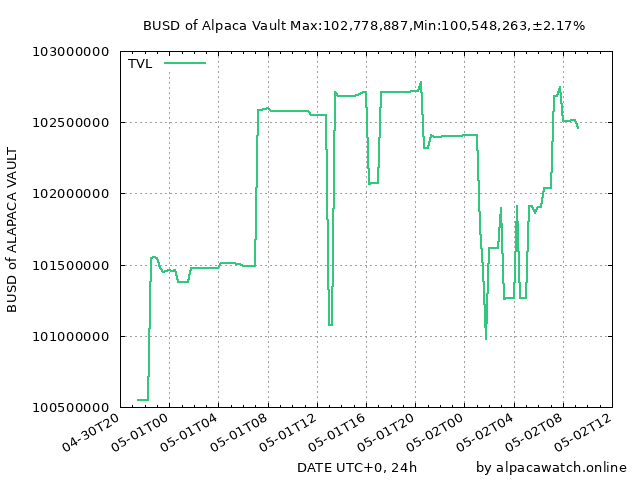 BUSD of Alpaca Vault Max:102,778,887,Min:100,548,263,±2.17%
TVL
103000000
102500000
102000000
101500000
101000000
100500000
BUSD of ALAPACA VAULT
04-30T20
05-01T00
05-01T04
05-01T08
05-01T12
05-01T16
05-01T20
05-02T00
05-02T04
05-02T08
05-02T12
DATE UTC+0, 24h
by alpacawatch.online